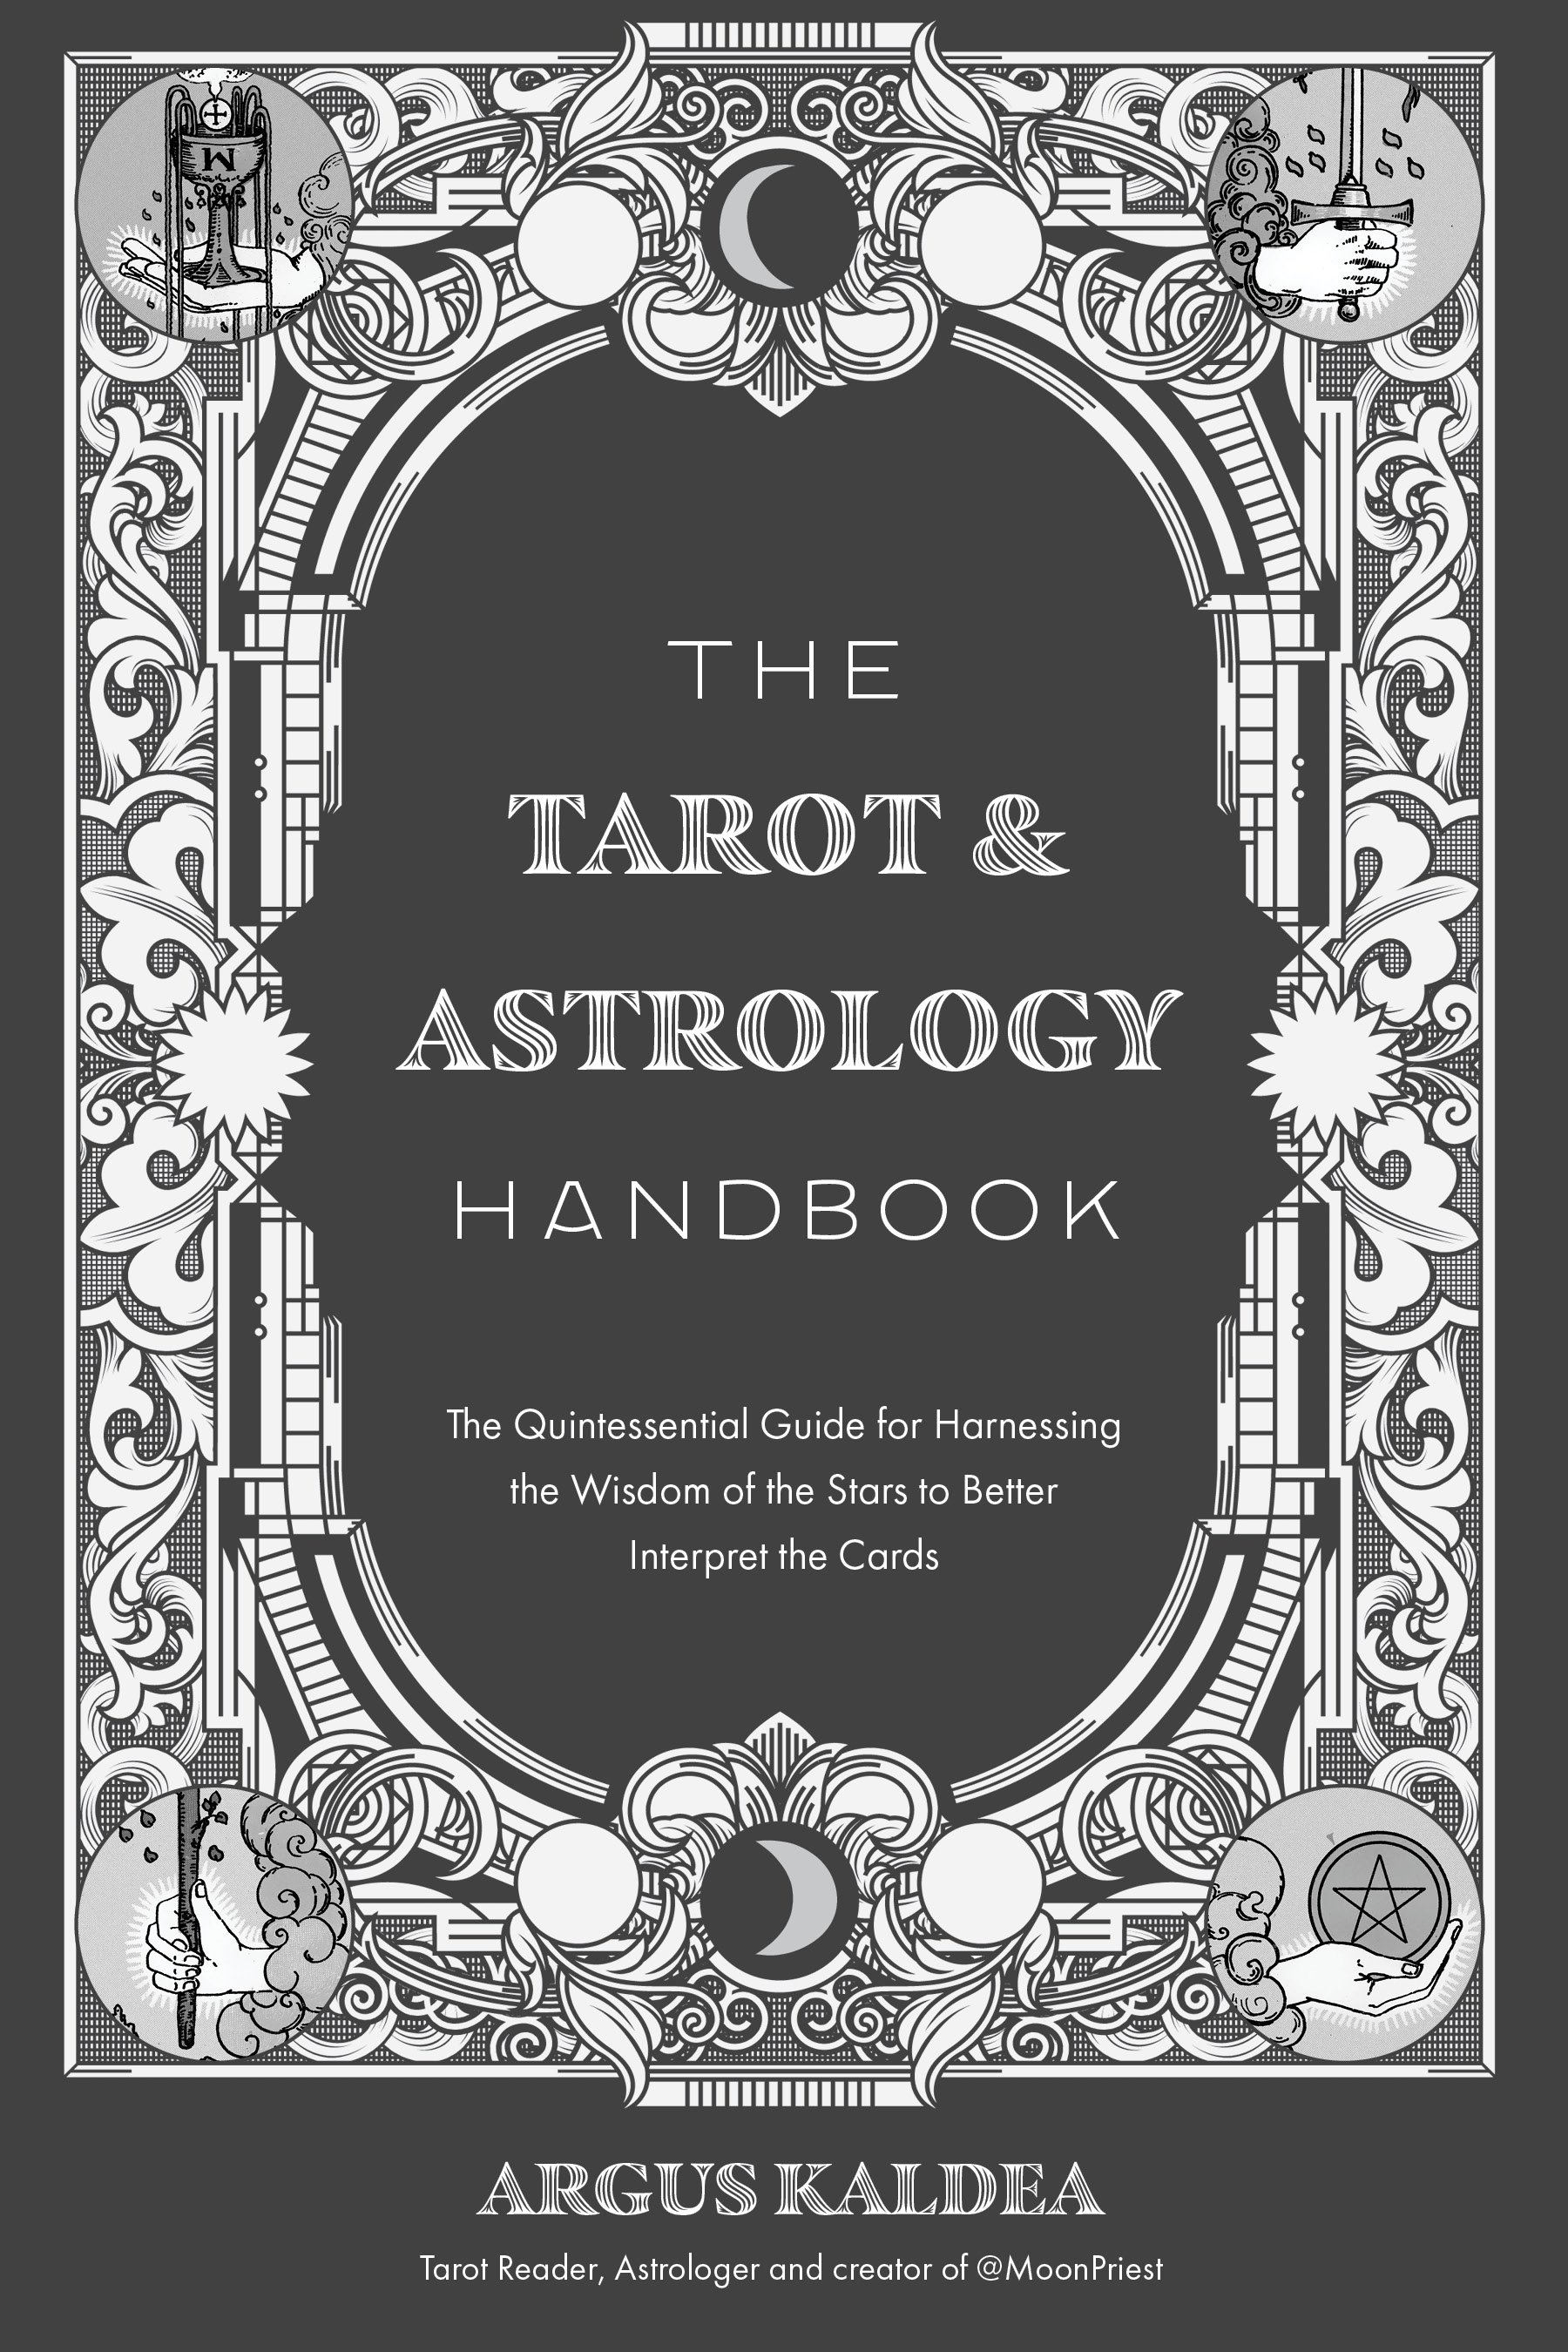 M
THE
TAROT &
ASTROLOGY
HANDBOOK
The Quintessential Guide for Harnessing
the Wisdom of the Stars to Better
Interpret the Cards
ARGUS KALDEA
Tarot Reader, Astrologer and creator of @MoonPriest